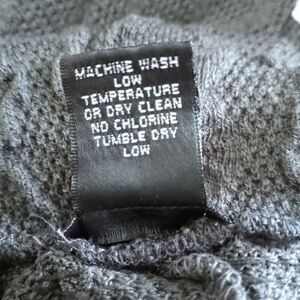 MACHINE WASH
LOW
TEMPERATURE
OR DRY CLEAN
NO CHLORINE
TUMBLE DRY
LOW